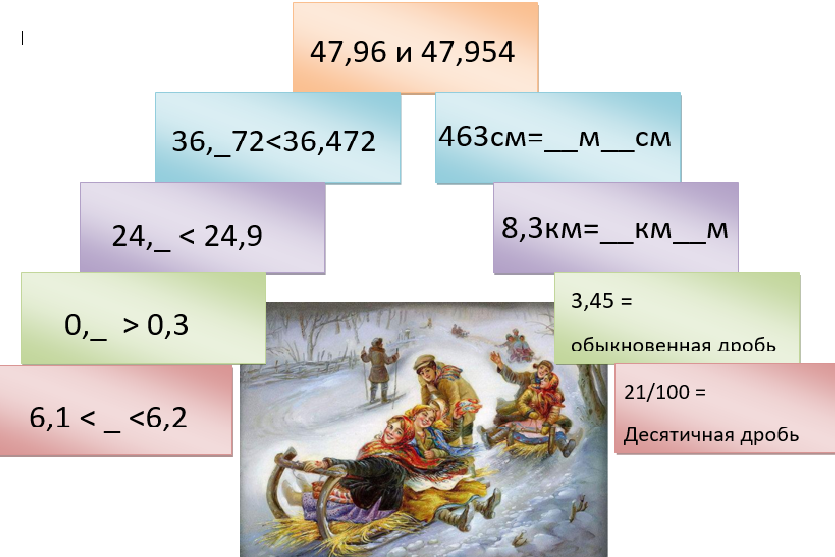 47,96 и 47,954
36,_72<36,472
463см=__м__см
24,_ < 24,9
8,3км=__км__м
0,_ > 0,3
3,45 =
обыкновенная дробь
6,1 < _ <6,2
21/100 =
Десятичная дробь